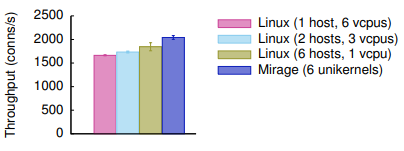 Throughput (conns/s)
2500
2000
1500
1000
500
0
Linux (1 host, 6 vcpus)
Linux (2 hosts, 3 vcpus)
Linux (6 hosts, 1 vcpu)
Mirage (6 unikernels)